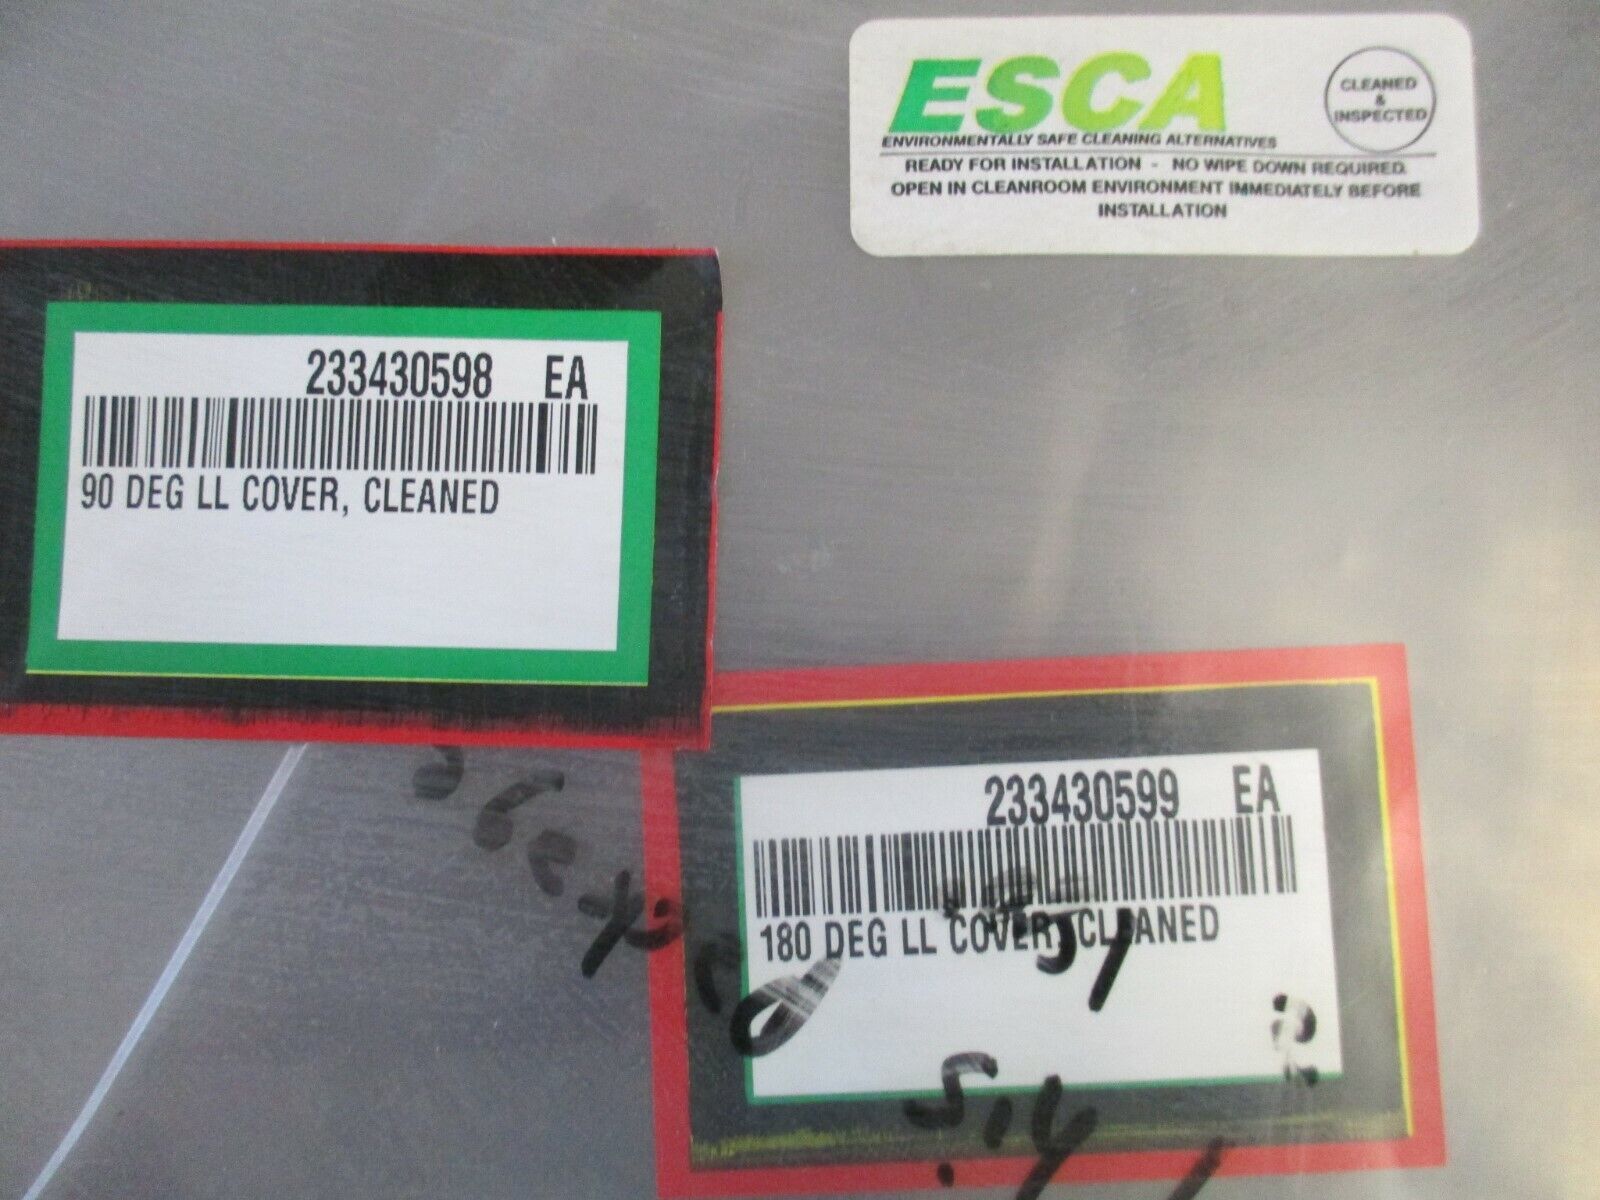 ESCA
ENVIRONMENTALLY SAFE CLEANING ALTERNATIVES
CLEANED
&
INSPECTED
READY FOR INSTALLATION - NO WIPE DOWN REQUIRED.
OPEN IN CLEANROOM ENVIRONMENT IMMEDIATELY BEFORE
INSTALLATION
233430598 EA
90 DEG LL COVER, CLEANED
233430599 EA
180 DEG LL COVER, CLEANED